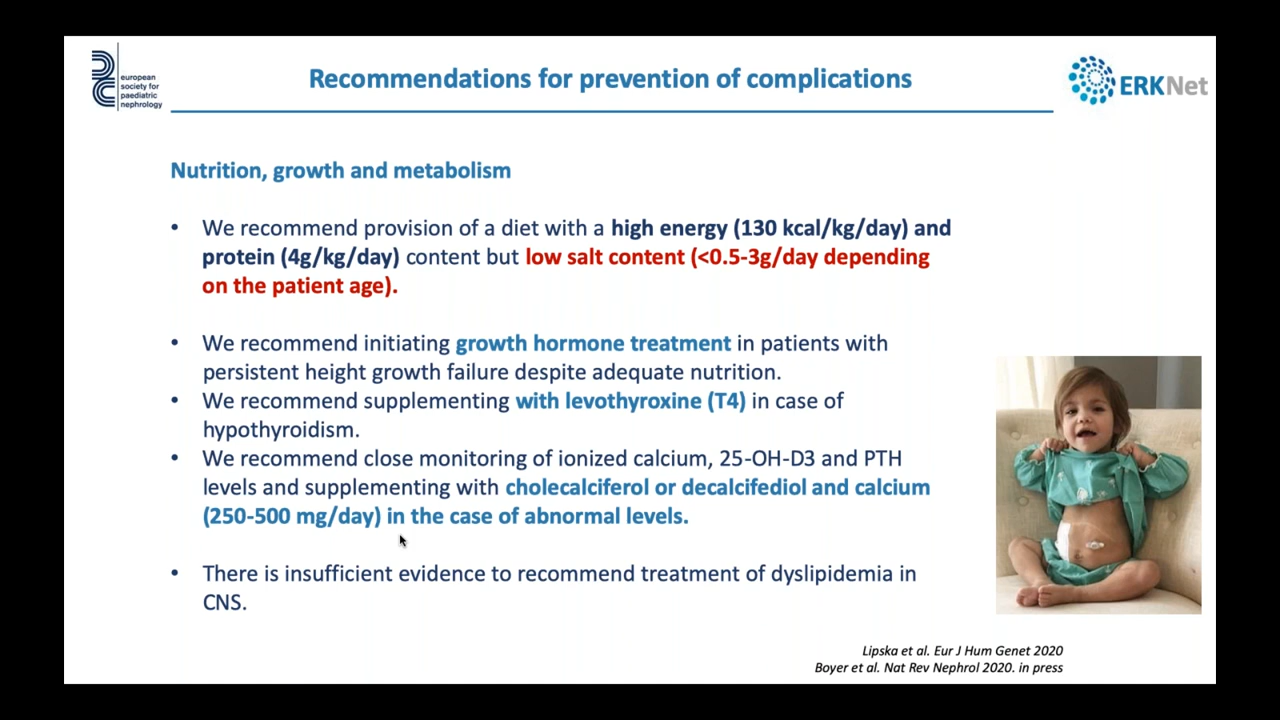 european
society for
paediatric
nephrology
Recommendations for prevention of complications
ERKNet
Nutrition, growth and metabolism
• We recommend provision of a diet with a high energy (130 kcal/kg/day) and
protein (4g/kg/day) content but low salt content (<0.5-3g/day depending
on the patient age).
• We recommend initiating growth hormone treatment in patients with
persistent height growth failure despite adequate nutrition.
• We recommend supplementing with levothyroxine (T4) in case of
hypothyroidism.
• We recommend close monitoring of ionized calcium, 25-OH-D3 and PTH
levels and supplementing with cholecalciferol or decalcifediol and calcium
(250-500 mg/day) in the case of abnormal levels.
• There is insufficient evidence to recommend treatment of dyslipidemia in
CNS.
Lipska et al. Eur J Hum Genet 2020
Boyer et al. Nat Rev Nephrol 2020. in press